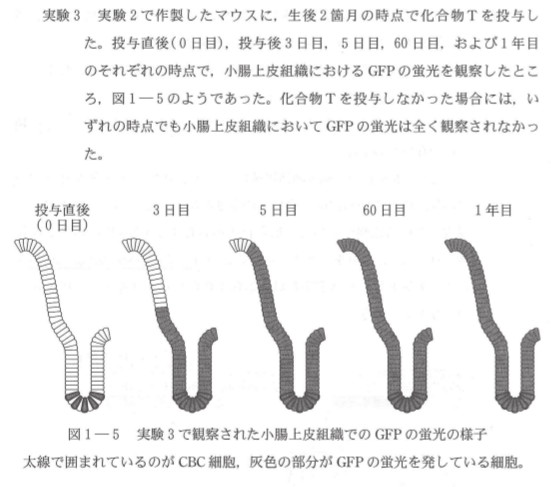 実験3 実験2で作製したマウスに，生後2箇月の時点で化合物Tを投与し
た。投与直後(0日目)，投与後3日目，5日目，60日目，および1年目
のそれぞれの時点で，小腸上皮組織におけるGFPの蛍光を観察したとこ
ろ，図1―5のようであった。化合物Tを投与しなかった場合には，い
ずれの時点でも小腸上皮組織においてGFPの蛍光は全く観察されなかっ
た。
投与直後
(0日目)
3日目
5日目
60日目
1年目
図1―5 実験3で観察された小腸上皮組織でのGFPの蛍光の様子
太線で囲まれているのがCBC細胞，灰色の部分がGFPの蛍光を発している細胞。